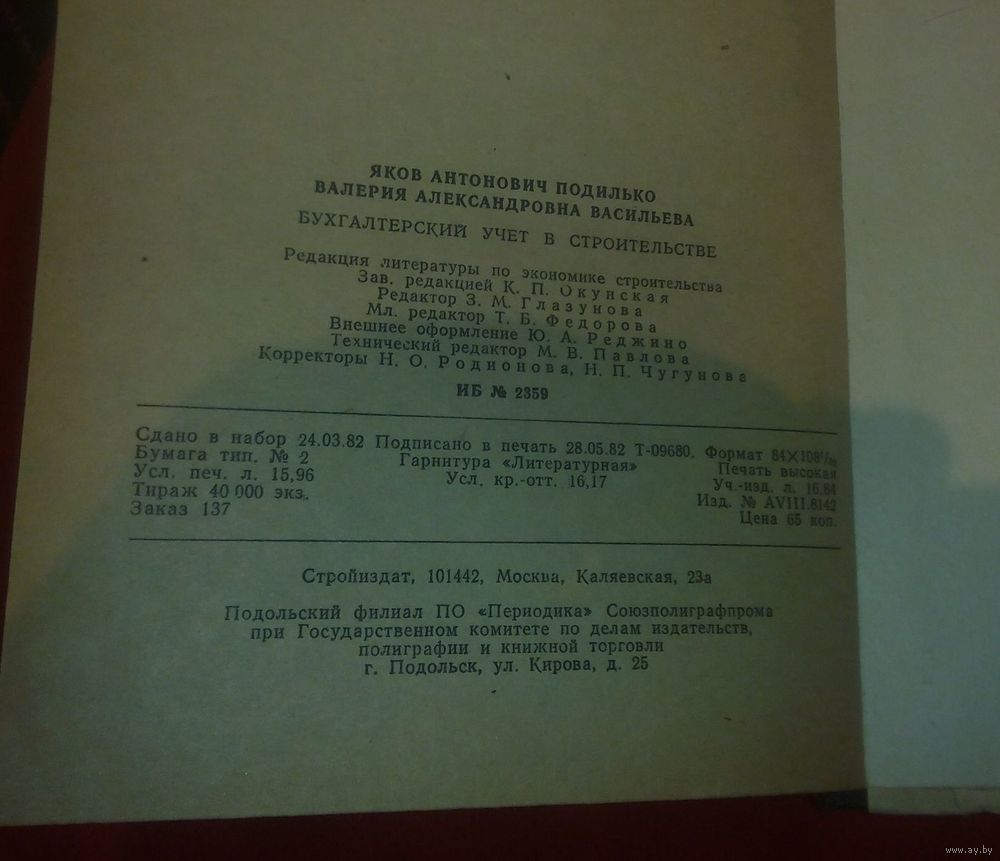 ЯКОВ АНТОНОВИЧ ПОДИЛЬКО
ВАЛЕРИЯ АЛЕКСАНДРОВНА ВАСИЛЬЕВА
БУХГАЛТЕРСКИЙ УЧЕТ В СТРОИТЕЛЬСТВЕ
Редакция литературы по экономике строительства
Зав. редакцией К. П. Окунская
Редактор З. М. Глазунова
Мл. редактор Т. Б. Федорова
Внешнее оформление Ю. А. Реджино
Технический редактор М. В. Павлова
Корректоры Н. О. Родионова, Н. П. Чугунова
ИБ № 2359
Сдано в набор 24.03.82 Подписано в печать 28.05.82 Т-09680. Формат 84×108¹/₃₂
Бумага тип. № 2 Гарнитура «Литературная» Печать высокая
Усл. печ. л. 15,96 Усл. кр.-отт. 16,17 Уч.-изд. л. 16,64
Тираж 40 000 экз. Изд. № AVIII.8142
Заказ 137 Цена 65 коп.
Стройиздат, 101442, Москва, Каляевская, 23а
Подольский филиал ПО «Периодика» Союзполиграфпрома
при Государственном комитете по делам издательств,
полиграфии и книжной торговли
г. Подольск, ул. Кирова, д. 25
www.ay.by